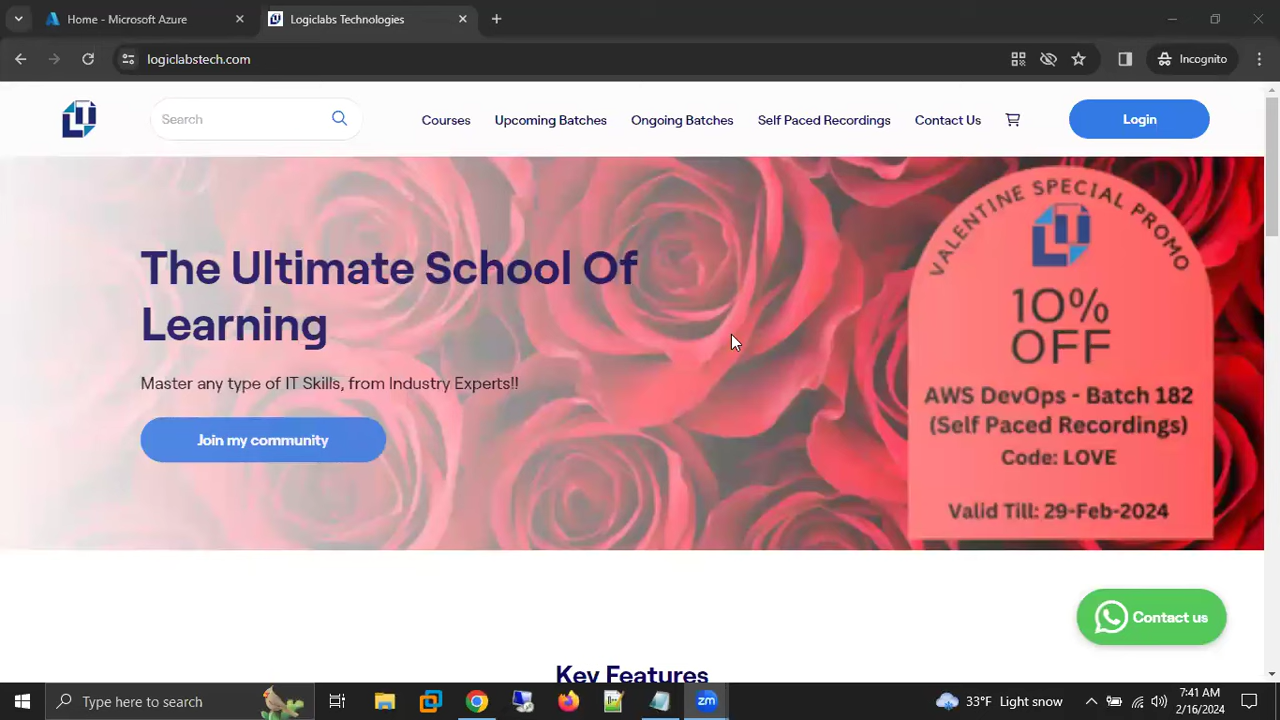 Home - Microsoft Azure
Logiclabs Technologies
logiclabstech.com
Incognito
Search
Courses
Upcoming Batches
Ongoing Batches
Self Paced Recordings
Contact Us
Login
The Ultimate School Of
Learning
Master any type of IT Skills, from Industry Experts!!
Join my community
VALENTINE SPECIAL PROMO
10%
OFF
AWS DevOps - Batch 182
(Self Paced Recordings)
Code: LOVE
Valid Till: 29-Feb-2024
Contact us
Key Features
Type here to search
zm
33°F Light snow
7:41 AM
2/16/2024